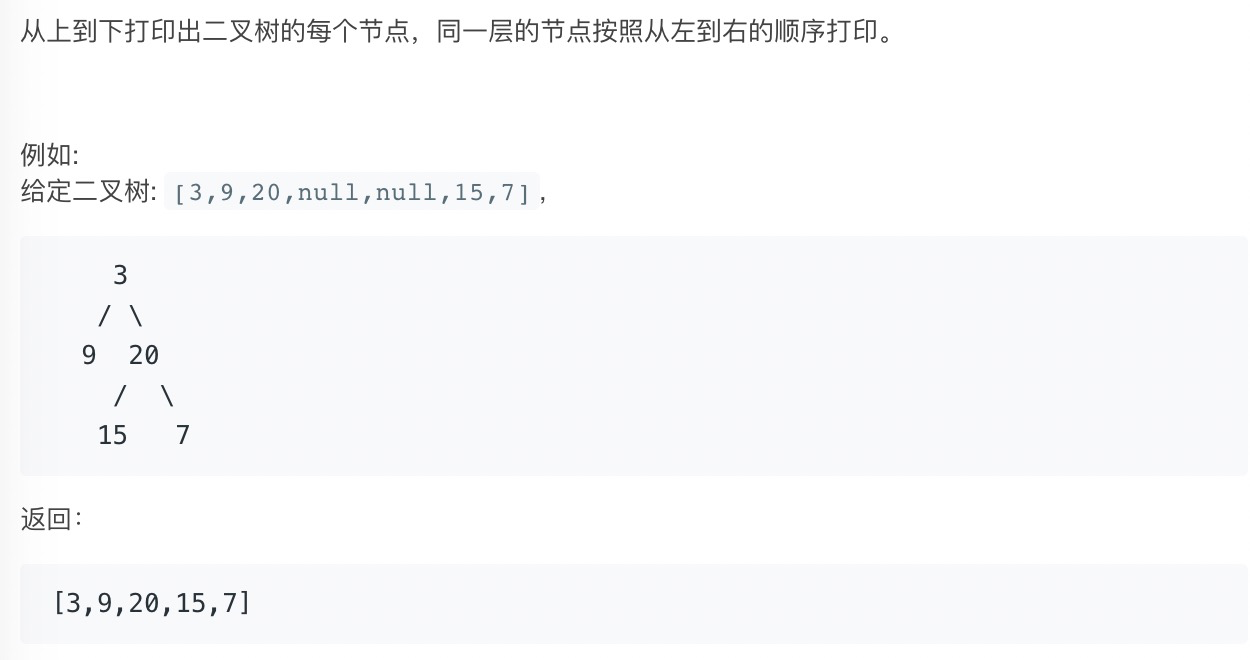 从上到下打印出二叉树的每个节点，同一层的节点按照从左到右的顺序打印。
例如:
给定二叉树: [3,9,20,null,null,15,7],
3
/ \
9  20
/  \
15   7
返回：
[3,9,20,15,7]